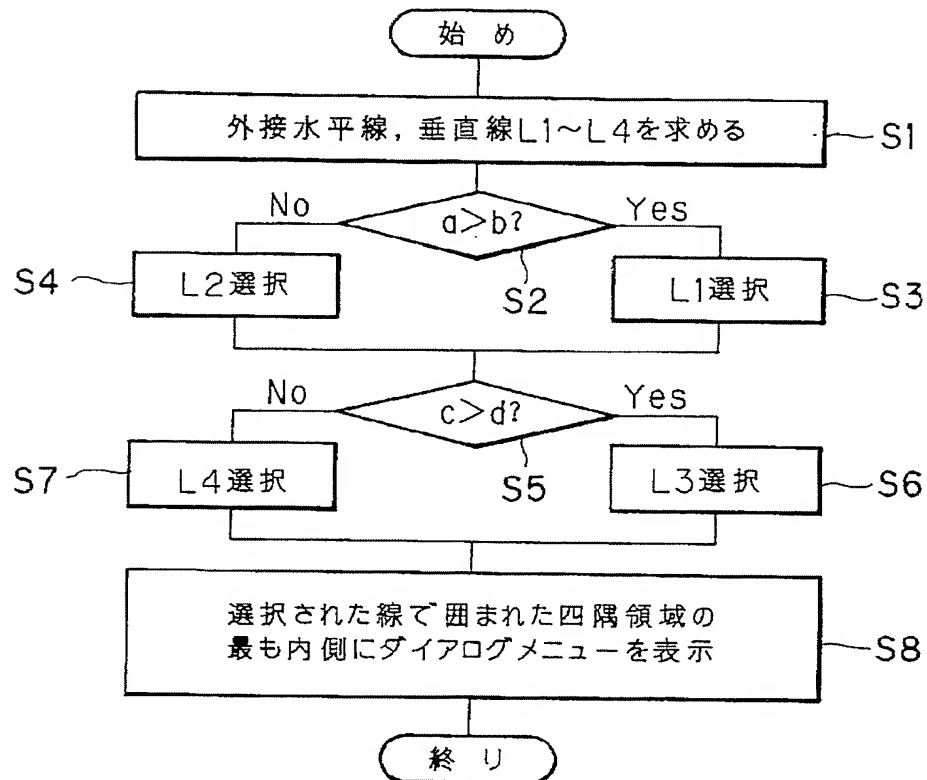 始め
外接水平線,垂直線L1〜L4を求める
S1
a>b?
No
Yes
S2
L2選択
S4
L1選択
S3
c>d?
No
Yes
S5
L4選択
S7
L3選択
S6
選択された線で囲まれた四隅領域の
最も内側にダイアログメニューを表示
S8
終り